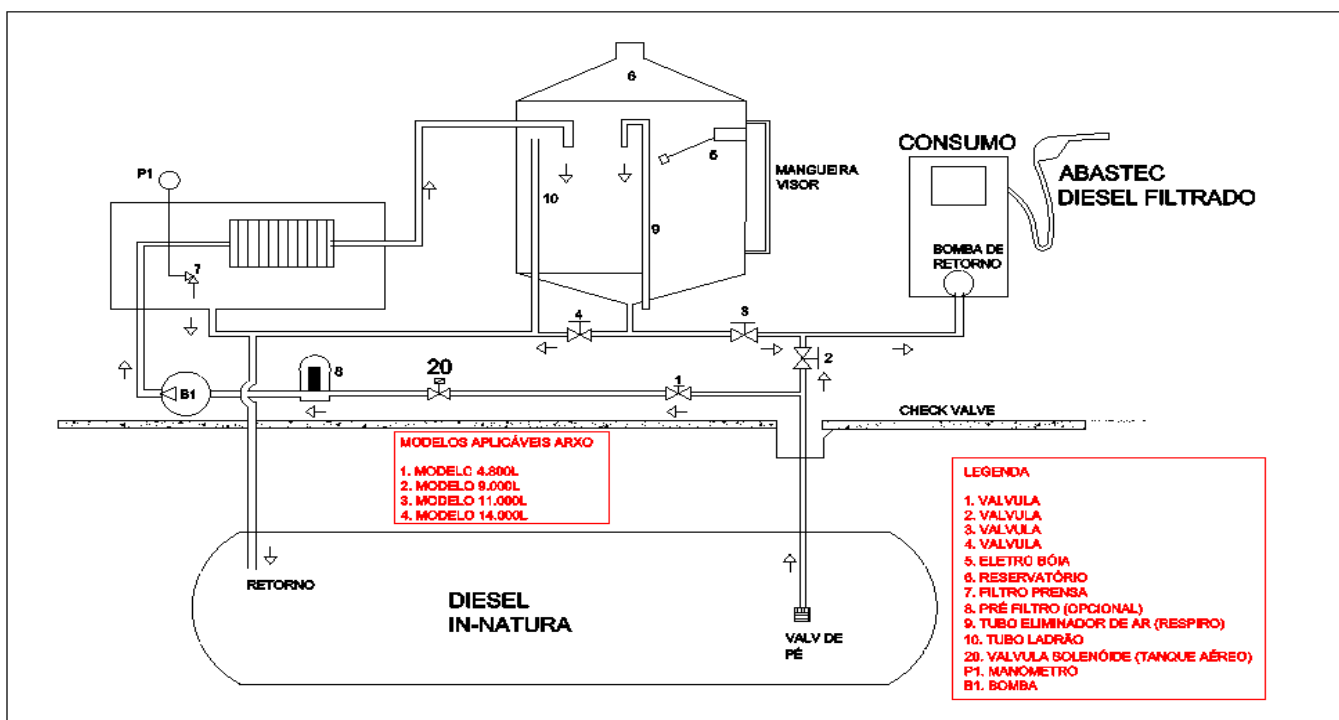 6
P1
CONSUMO
ABASTEC
DIESEL FILTRADO
5
MANGUEIRA
VISOR
10
9
BOMBA DE
RETORNO
7
4
3
2
20
8
1
B1
CHECK VALVE
MODELOS APLICÁVEIS ARXO
1. MODELO 4.800L
2. MODELO 9.000L
3. MODELO 11.000L
4. MODELO 14.000L
LEGENDA
1. VALVULA
2. VALVULA
3. VALVULA
4. VALVULA
5. ELETRO BÓIA
6. RESERVATÓRIO
7. FILTRO PRENSA
8. PRÉ FILTRO (OPCIONAL)
9. TUBO ELIMINADOR DE AR (RESPIRO)
10. TUBO LADRÃO
20. VALVULA SOLENÓIDE (TANQUE AÉREO)
P1. MANOMETRO
B1. BOMBA
RETORNO
DIESEL
IN-NATURA
VALV DE
PÉ